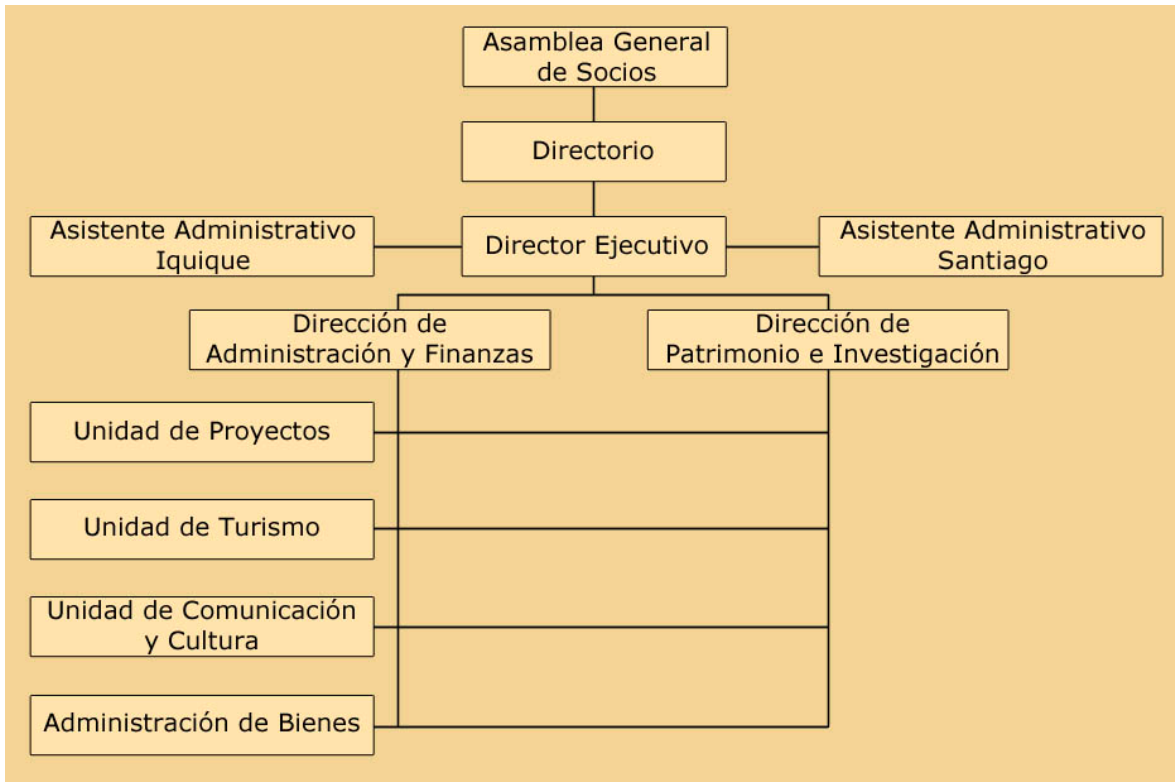 Asamblea General
de Socios
Directorio
Asistente Administrativo
Iquique
Director Ejecutivo
Asistente Administrativo
Santiago
Dirección de
Administración y Finanzas
Dirección de
Patrimonio e Investigación
Unidad de Proyectos
Unidad de Turismo
Unidad de Comunicación
y Cultura
Administración de Bienes